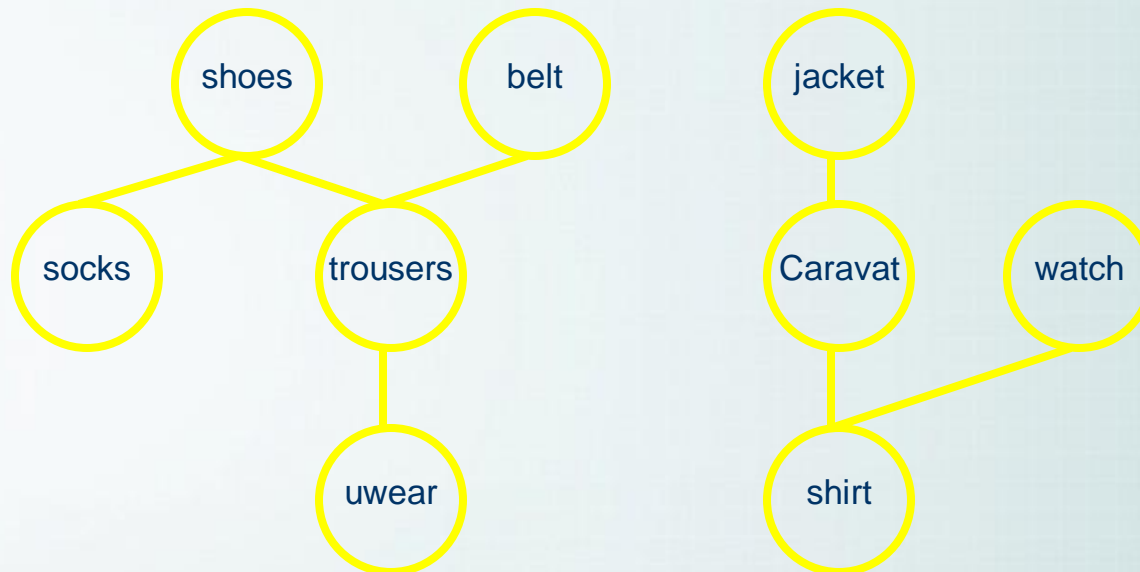 shoes
belt
jacket
socks
trousers
Caravat
watch
uwear
shirt